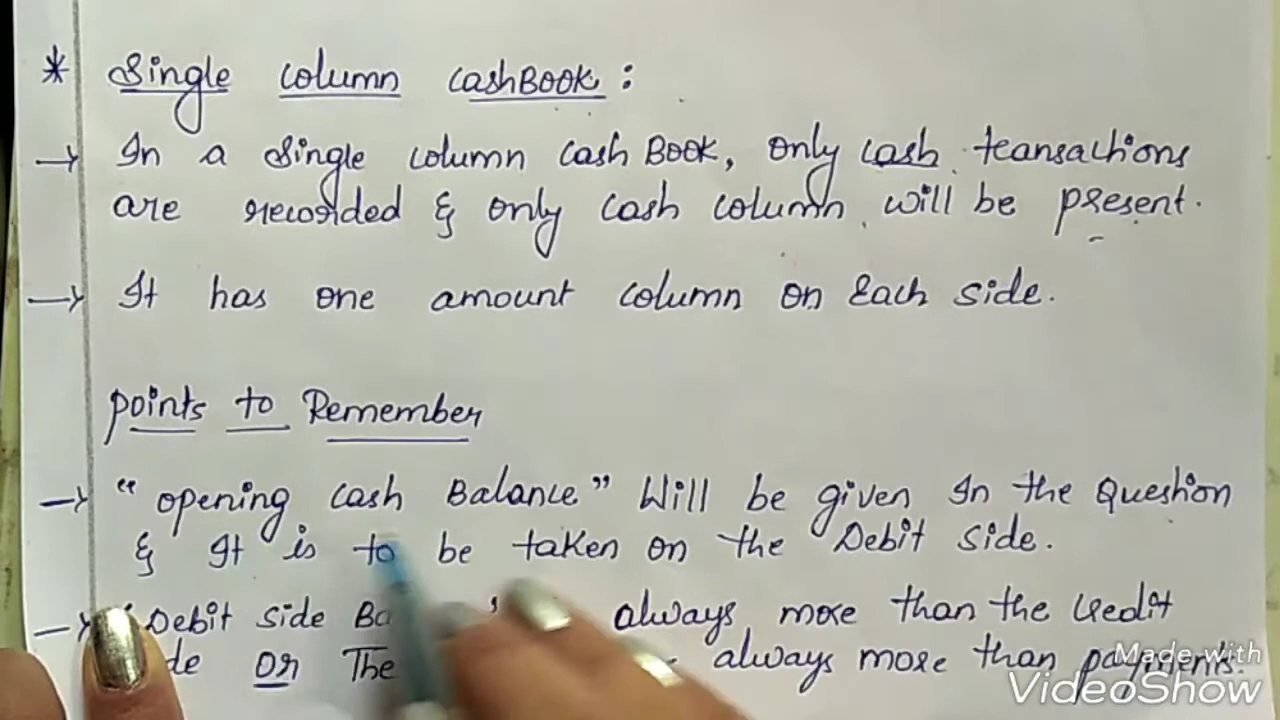 * Single column cashBook :
→ In a single column cash Book, only cash transactions
are recorded & only cash column will be present.
→ It has one amount column on Each side.
Points to Remember
→ "opening cash Balance" Will be given In the Question
& It is to be taken on the Debit side.
→ Debit side always more than the credit
or The always more than payments.
Made with
VideoShow